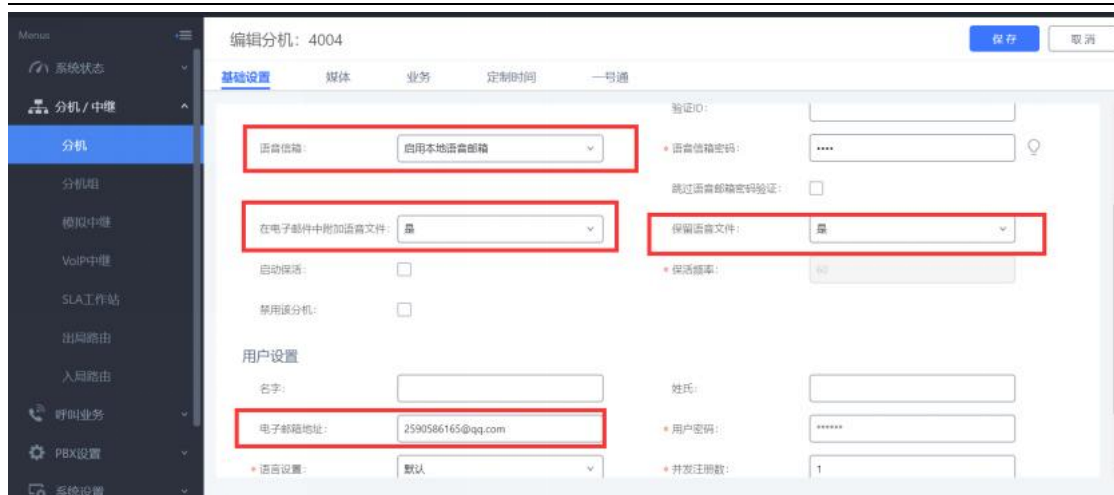 Menus
系统状态
分机 / 中继
分机
分机组
模拟中继
VoIP中继
SLA工作站
出局路由
入局路由
呼叫业务
PBX设置
系统设置
编辑分机：4004
保存
取消
基础设置 媒体 业务 定制时间 一号通
验证ID：
语音信箱： 启用本地语音邮箱
* 语音信箱密码： ••••
跳过语音邮箱密码验证：
在电子邮件中附加语音文件： 是
保留语音文件： 是
启动保活：
* 保活频率： 60
禁用该分机：
用户设置
名字：
姓氏：
电子邮箱地址： 2590586165@qq.com
* 用户密码： ••••••
* 语言设置： 默认
* 并发注册数： 1